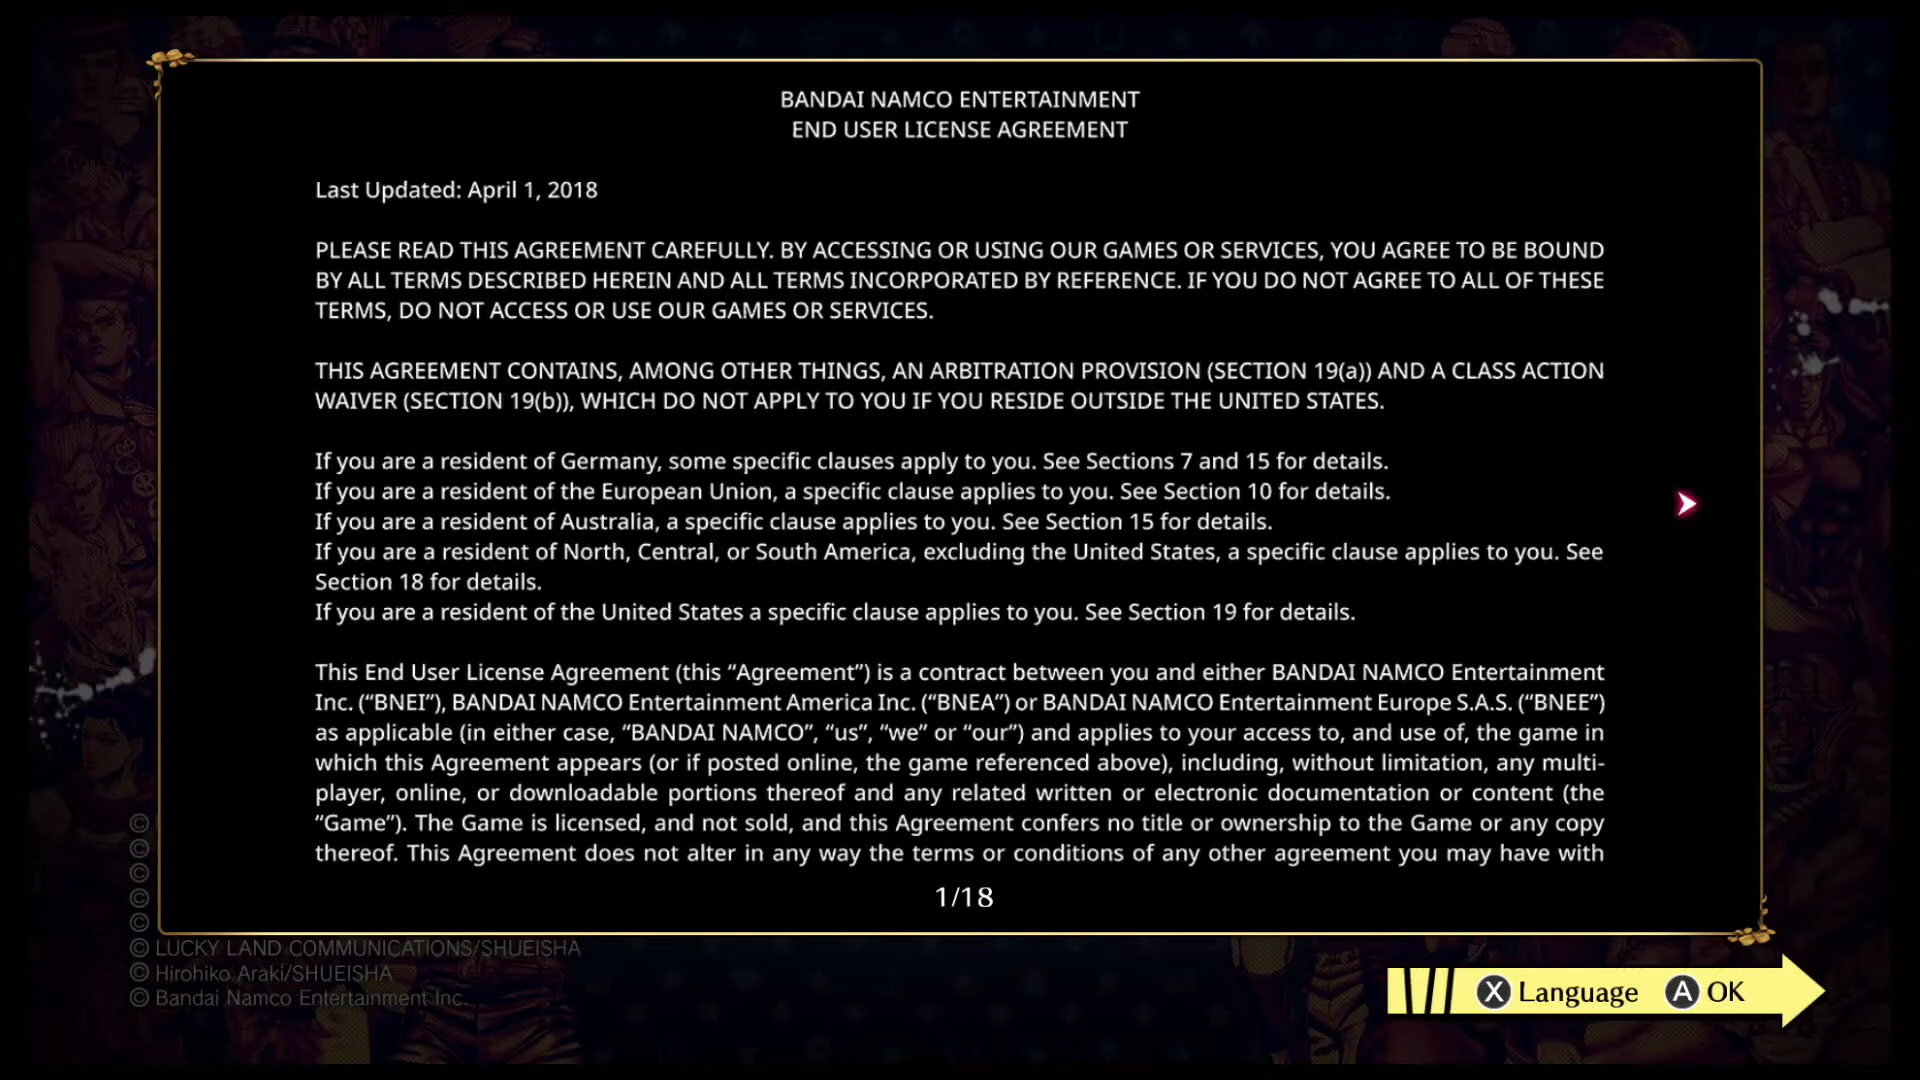 BANDAI NAMCO ENTERTAINMENT
END USER LICENSE AGREEMENT
Last Updated: April 1, 2018
PLEASE READ THIS AGREEMENT CAREFULLY. BY ACCESSING OR USING OUR GAMES OR SERVICES, YOU AGREE TO BE BOUND
BY ALL TERMS DESCRIBED HEREIN AND ALL TERMS INCORPORATED BY REFERENCE. IF YOU DO NOT AGREE TO ALL OF THESE
TERMS, DO NOT ACCESS OR USE OUR GAMES OR SERVICES.
THIS AGREEMENT CONTAINS, AMONG OTHER THINGS, AN ARBITRATION PROVISION (SECTION 19(a)) AND A CLASS ACTION
WAIVER (SECTION 19(b)), WHICH DO NOT APPLY TO YOU IF YOU RESIDE OUTSIDE THE UNITED STATES.
If you are a resident of Germany, some specific clauses apply to you. See Sections 7 and 15 for details.
If you are a resident of the European Union, a specific clause applies to you. See Section 10 for details.
If you are a resident of Australia, a specific clause applies to you. See Section 15 for details.
If you are a resident of North, Central, or South America, excluding the United States, a specific clause applies to you. See
Section 18 for details.
If you are a resident of the United States a specific clause applies to you. See Section 19 for details.
This End User License Agreement (this “Agreement”) is a contract between you and either BANDAI NAMCO Entertainment
Inc. (“BNEI”), BANDAI NAMCO Entertainment America Inc. (“BNEA”) or BANDAI NAMCO Entertainment Europe S.A.S. (“BNEE”)
as applicable (in either case, “BANDAI NAMCO”, “us”, “we” or “our”) and applies to your access to, and use of, the game in
which this Agreement appears (or if posted online, the game referenced above), including, without limitation, any multi-
player, online, or downloadable portions thereof and any related written or electronic documentation or content (the
“Game”). The Game is licensed, and not sold, and this Agreement confers no title or ownership to the Game or any copy
thereof. This Agreement does not alter in any way the terms or conditions of any other agreement you may have with
1/18
©
©
©
©
©
© LUCKY LAND COMMUNICATIONS/SHUEISHA
© Hirohiko Araki/SHUEISHA
© Bandai Namco Entertainment Inc.
X Language A OK